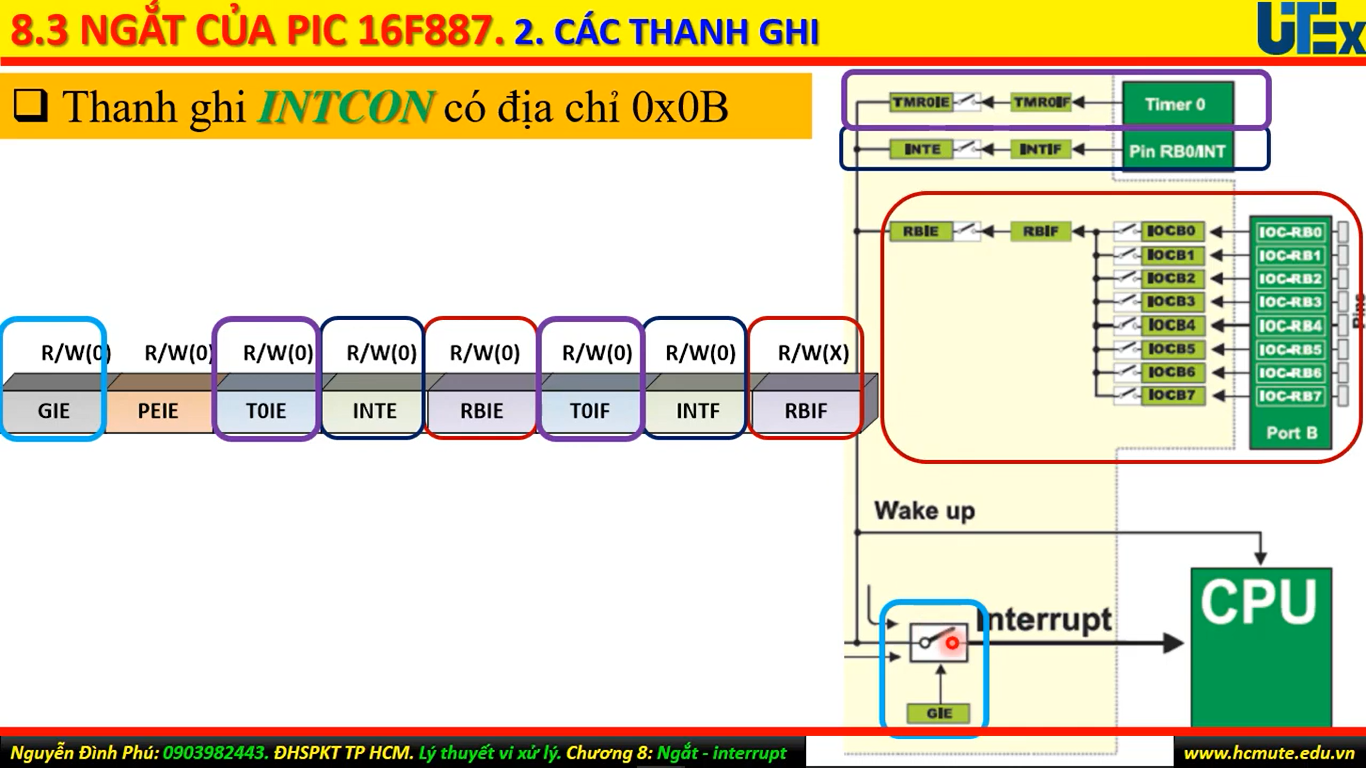 8.3 NGẮT CỦA PIC 16F887. 2. CÁC THANH GHI
UTEx
❑ Thanh ghi INTCON có địa chỉ 0x0B
TMR0IE TMR0IF Timer 0
INTE INTIF Pin RB0/INT
RBIE RBIF IOCB0 IOC-RB0
IOCB1 IOC-RB1
IOCB2 IOC-RB2
IOCB3 IOC-RB3
IOCB4 IOC-RB4
IOCB5 IOC-RB5
IOCB6 IOC-RB6
IOCB7 IOC-RB7
Port B
Pins
R/W(0) R/W(0) R/W(0) R/W(0) R/W(0) R/W(0) R/W(0) R/W(X)
GIE PEIE T0IE INTE RBIE T0IF INTF RBIF
Wake up
CPU
Interrupt
GIE
Nguyễn Đình Phú: 0903982443. ĐHSPKT TP HCM. Lý thuyết vi xử lý. Chương 8: Ngắt - interrupt
www.hcmute.edu.vn